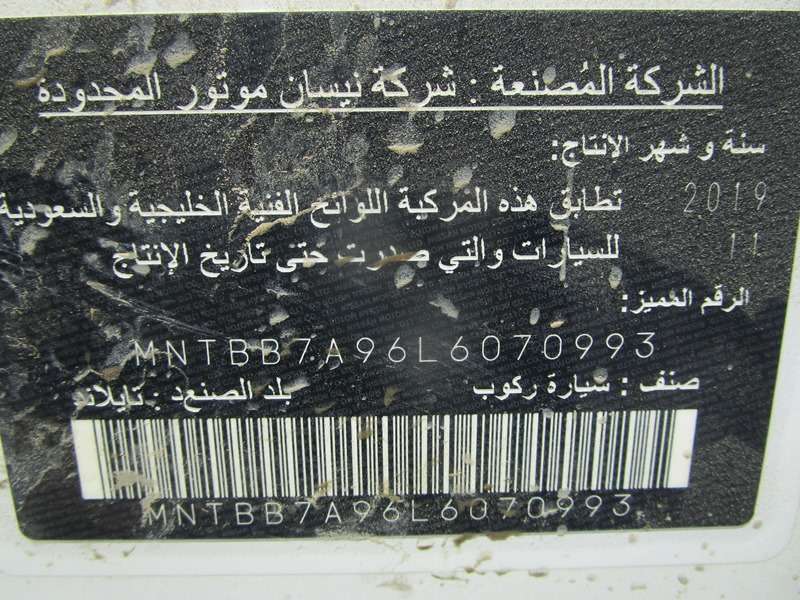 الشركة المُصنعة : شركة نيسان موتور المحدودة
سنة و شهر الانتاج:
2019 تطابق هذه المركبة اللوائح الفنية الخليجية والسعودية
11 للسيارات والتي صدرت حتى تاريخ الإنتاج
الرقم المميز:
MNTBB7A96L6070993
صنف : سيارة ركوب بلد الصنع : تايلاند
MNTBB7A96L6070993